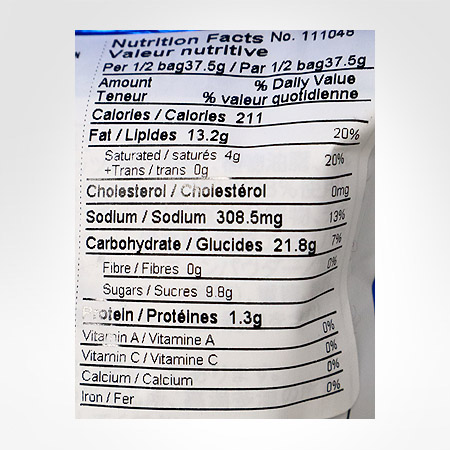 Nutrition Facts No. 111046
Valeur nutritive
Per 1/2 bag37.5g / Par 1/2 bag37.5g
Amount % Daily Value
Teneur % valeur quotidienne
Calories / Calories 211
Fat / Lipides 13.2g 20%
Saturated / saturés 4g 20%
+Trans / trans 0g
Cholesterol / Cholestérol 0mg
Sodium / Sodium 308.5mg 13%
Carbohydrate / Glucides 21.8g 7%
Fibre / Fibres 0g 0%
Sugars / Sucres 9.8g
Protein / Protéines 1.3g
Vitamin A / Vitamine A 0%
Vitamin C / Vitamine C 0%
Calcium / Calcium 0%
Iron / Fer 0%